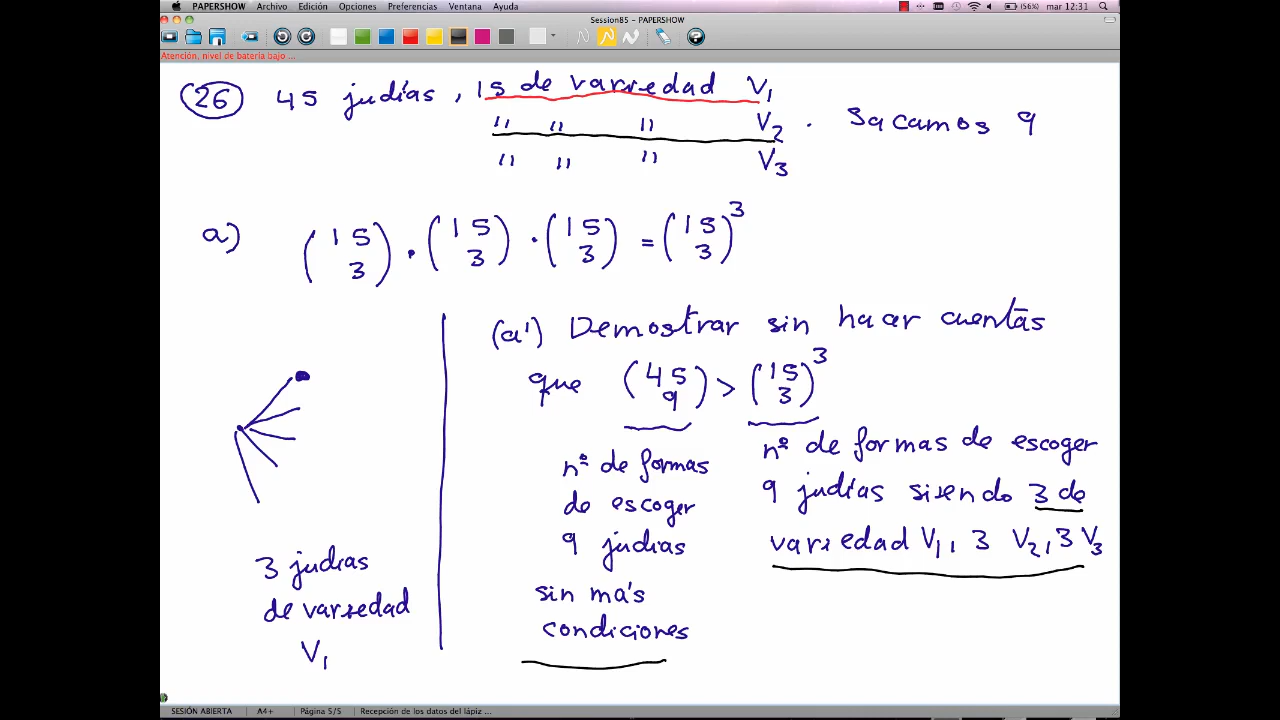 PAPERSHOW Archivo Edición Opciones Preferencias Ventana Ayuda (56%) mar 12:31
Session85 - PAPERSHOW
Atención, nivel de batería bajo ...
26 45 judías, 15 de variedad V1
" " " V2 . Sacamos 9
" " " V3
a) (15 3) · (15 3) · (15 3) = (15 3)^3
(a') Demostrar sin hacer cuentas
que (45 9) > (15 3)^3
nº de formas
de escoger
9 judías
sin más
condiciones
nº de formas de escoger
9 judías siendo 3 de
variedad V1, 3 V2, 3 V3
3 judias
de variedad
V1
SESIÓN ABIERTA A4+ Página 5/5 Recepción de los datos del lápiz ...